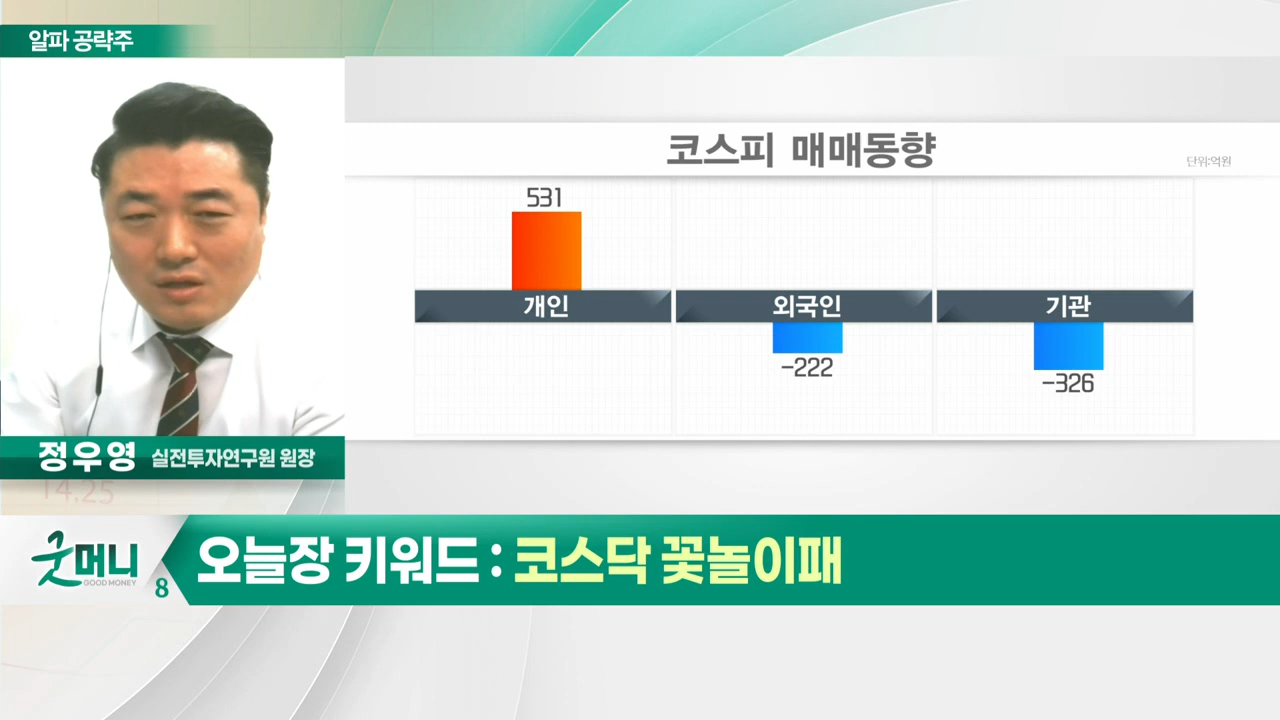 알파 공략주
코스피 매매동향
단위:억원
531
개인
외국인
기관
-222
-326
정우영 실전투자연구원 원장
14.25
굿머니
GOOD MONEY
8
오늘장 키워드 : 코스닥 꽃놀이패